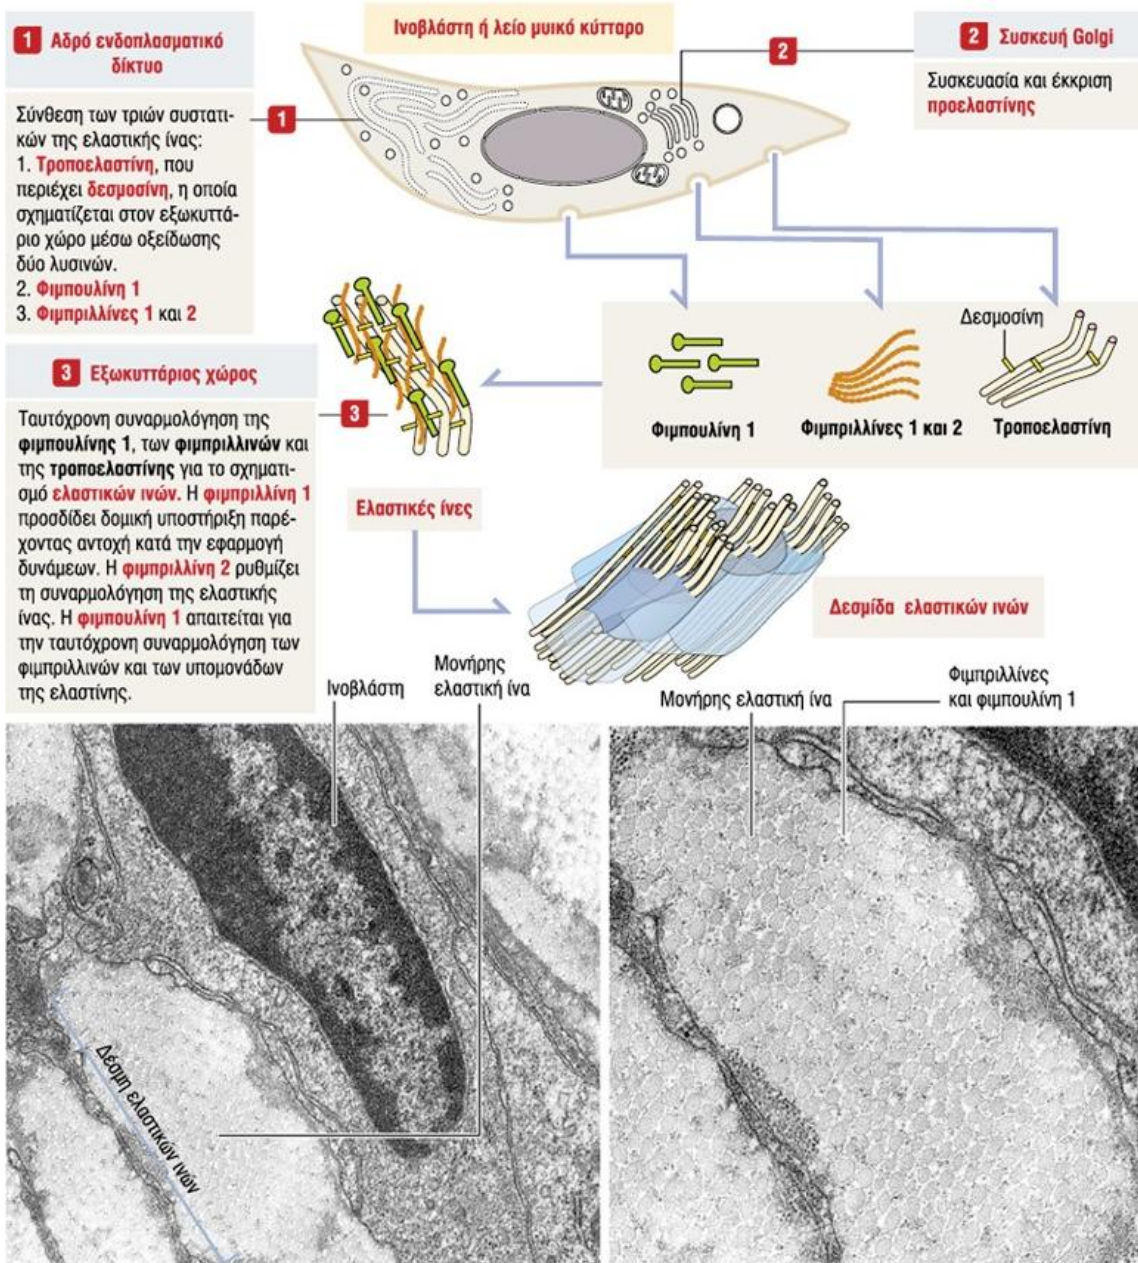 1 Αδρό ενδοπλασματικό
δίκτυο
Σύνθεση των τριών συστατι-
κών της ελαστικής ίνας:
1. Τροποελαστίνη, που
περιέχει δεσμοσίνη, η οποία
σχηματίζεται στον εξωκυττά-
ριο χώρο μέσω οξείδωσης
δύο λυσινών.
2. Φιμπουλίνη 1
3. Φιμπριλλίνες 1 και 2
Ινοβλάστη ή λείο μυικό κύτταρο
1
2
2 Συσκευή Golgi
Συσκευασία και έκκριση
προελαστίνης
3 Εξωκυττάριος χώρος
Ταυτόχρονη συναρμολόγηση της
φιμπουλίνης 1, των φιμπριλλινών και
της τροποελαστίνης για το σχηματι-
σμό ελαστικών ινών. Η φιμπριλλίνη 1
προσδίδει δομική υποστήριξη παρέ-
χοντας αντοχή κατά την εφαρμογή
δυνάμεων. Η φιμπριλλίνη 2 ρυθμίζει
τη συναρμολόγηση της ελαστικής
ίνας. Η φιμπουλίνη 1 απαιτείται για
την ταυτόχρονη συναρμολόγηση των
φιμπριλλινών και των υπομονάδων
της ελαστίνης.
3
Δεσμοσίνη
Φιμπουλίνη 1
Φιμπριλλίνες 1 και 2
Τροποελαστίνη
Ελαστικές ίνες
Δεσμίδα ελαστικών ινών
Ινοβλάστη
Μονήρης
ελαστική ίνα
Μονήρης ελαστική ίνα
Φιμπριλλίνες
και φιμπουλίνη 1
Δέσμη ελαστικών ινών